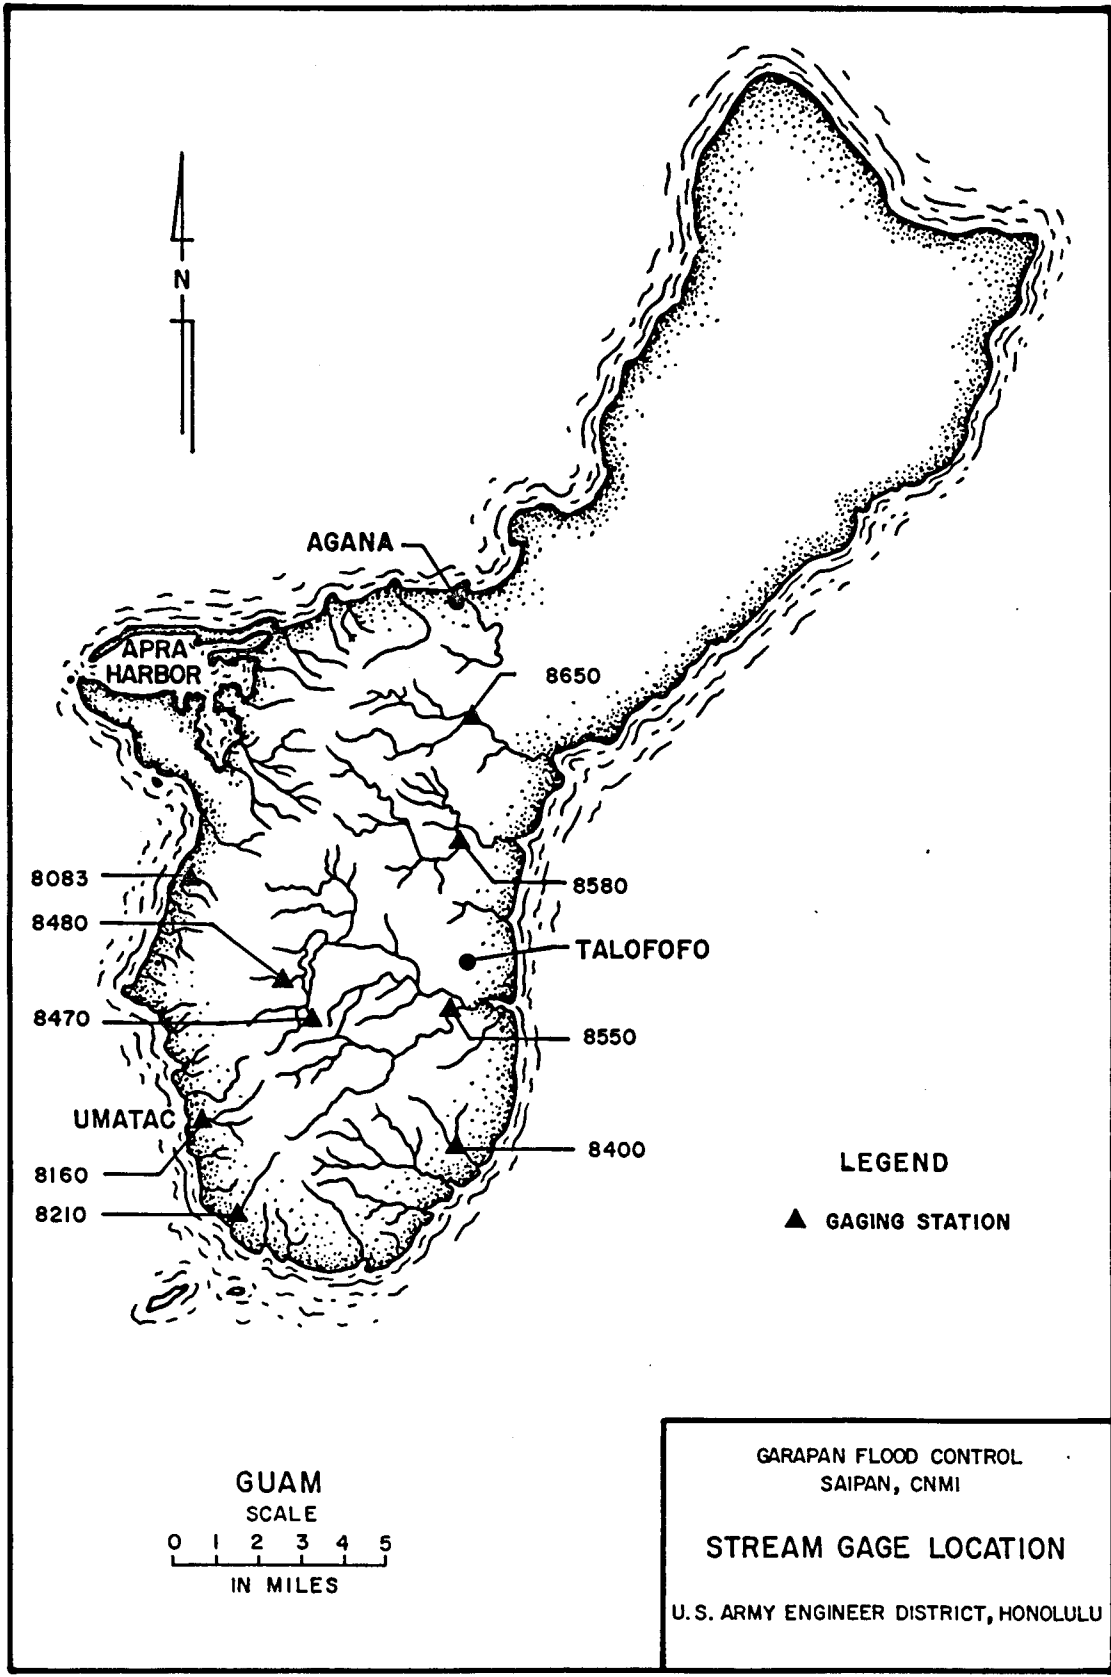 N
AGANA
APRA
HARBOR
8650
8083
8580
8480
TALOFOFO
8470
8550
UMATAC
8400
8160
8210
LEGEND
▲ GAGING STATION
GUAM
SCALE
0 1 2 3 4 5
IN MILES
GARAPAN FLOOD CONTROL
SAIPAN, CNMI
STREAM GAGE LOCATION
U.S. ARMY ENGINEER DISTRICT, HONOLULU